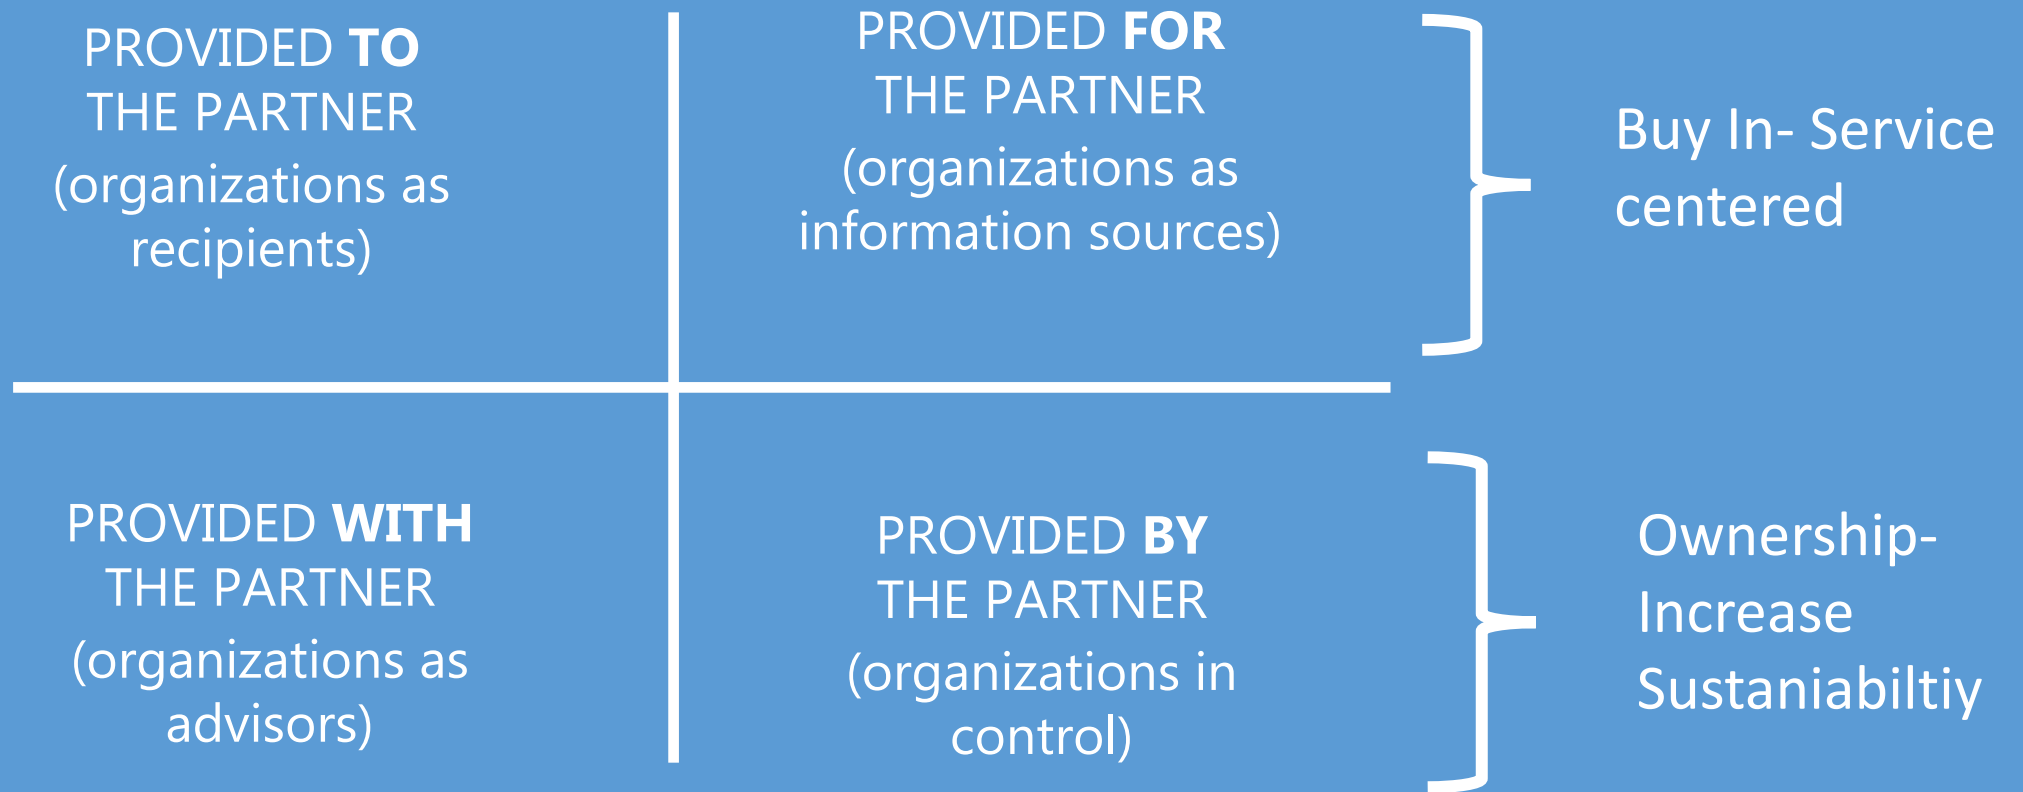 PROVIDED TO
THE PARTNER
(organizations as
recipients)
PROVIDED FOR
THE PARTNER
(organizations as
information sources)
Buy In- Service
centered
PROVIDED WITH
THE PARTNER
(organizations as
advisors)
PROVIDED BY
THE PARTNER
(organizations in
control)
Ownership-
Increase
Sustaniabiltiy